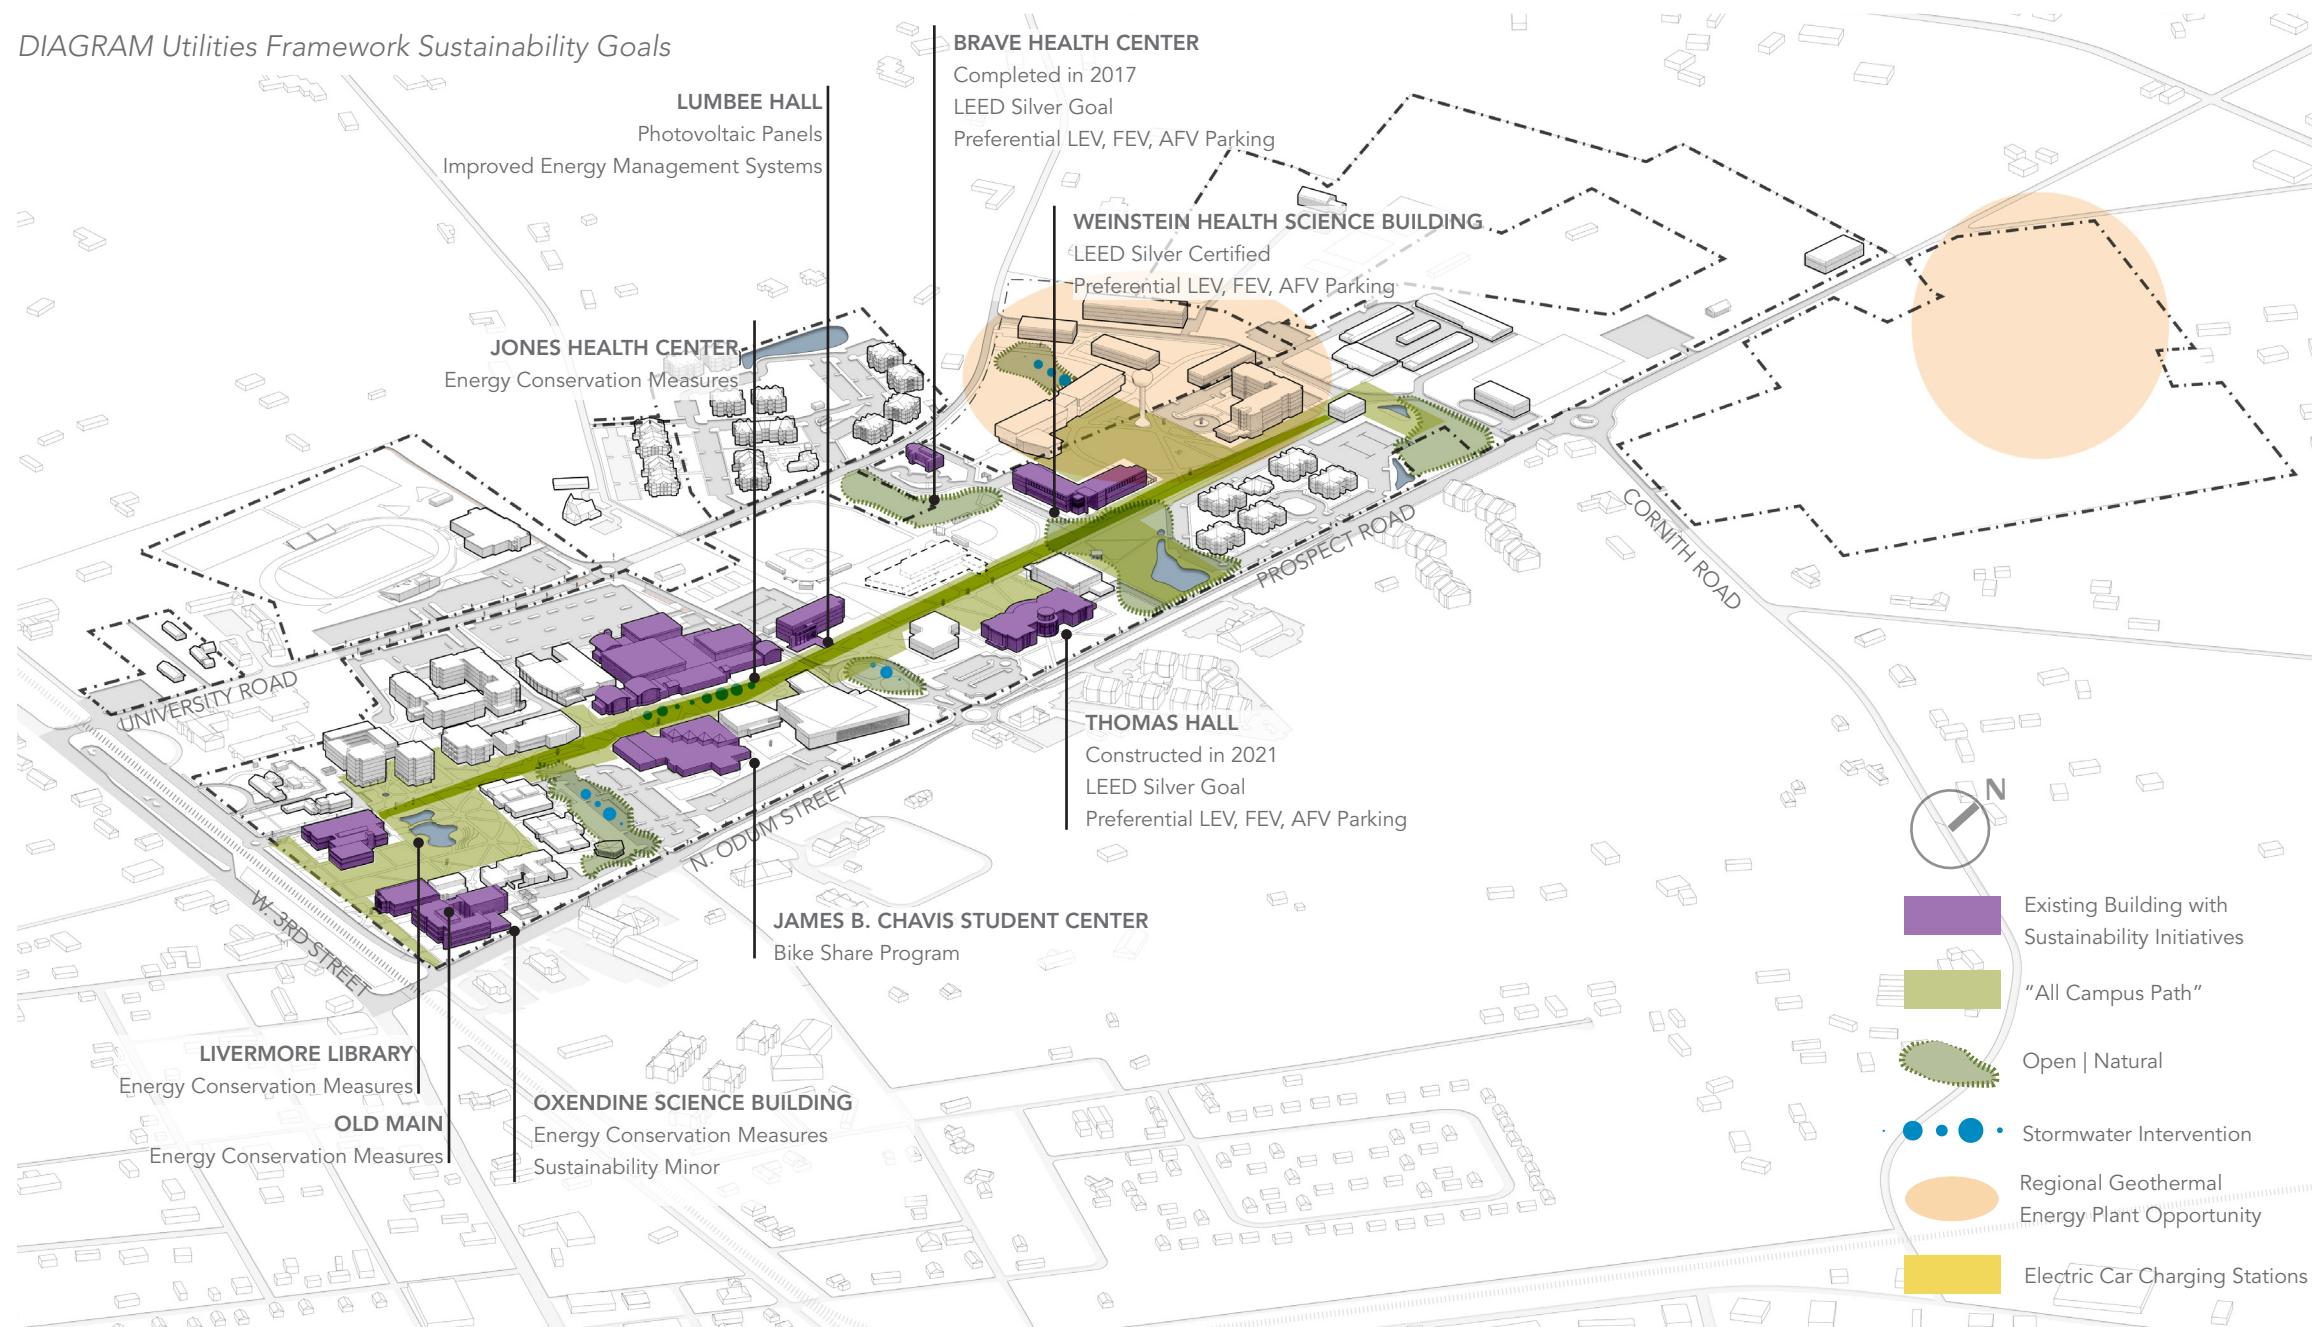 DIAGRAM Utilities Framework Sustainability Goals
BRAVE HEALTH CENTER
Completed in 2017
LEED Silver Goal
Preferential LEV, FEV, AFV Parking
LUMBEE HALL
Photovoltaic Panels
Improved Energy Management Systems
WEINSTEIN HEALTH SCIENCE BUILDING
LEED Silver Certified
Preferential LEV, FEV, AFV Parking
JONES HEALTH CENTER
Energy Conservation Measures
CORNITH ROAD
PROSPECT ROAD
UNIVERSITY ROAD
THOMAS HALL
Constructed in 2021
LEED Silver Goal
Preferential LEV, FEV, AFV Parking
N. ODUM STREET
W. 3RD STREET
JAMES B. CHAVIS STUDENT CENTER
Bike Share Program
LIVERMORE LIBRARY
Energy Conservation Measures
OLD MAIN
Energy Conservation Measures
OXENDINE SCIENCE BUILDING
Energy Conservation Measures
Sustainability Minor
N
Existing Building with
Sustainability Initiatives
“All Campus Path”
Open | Natural
Stormwater Intervention
Regional Geothermal
Energy Plant Opportunity
Electric Car Charging Stations